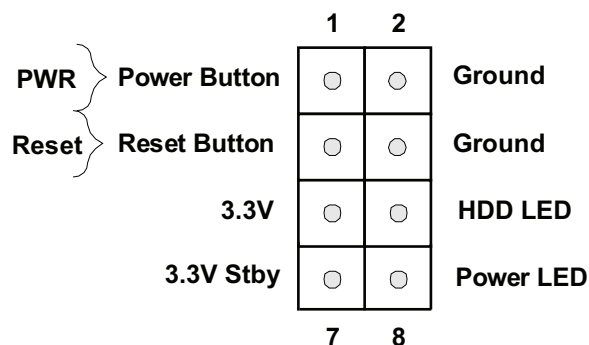 1 2
PWR Power Button Ground
Reset Reset Button Ground
3.3V HDD LED
3.3V Stby Power LED
7 8